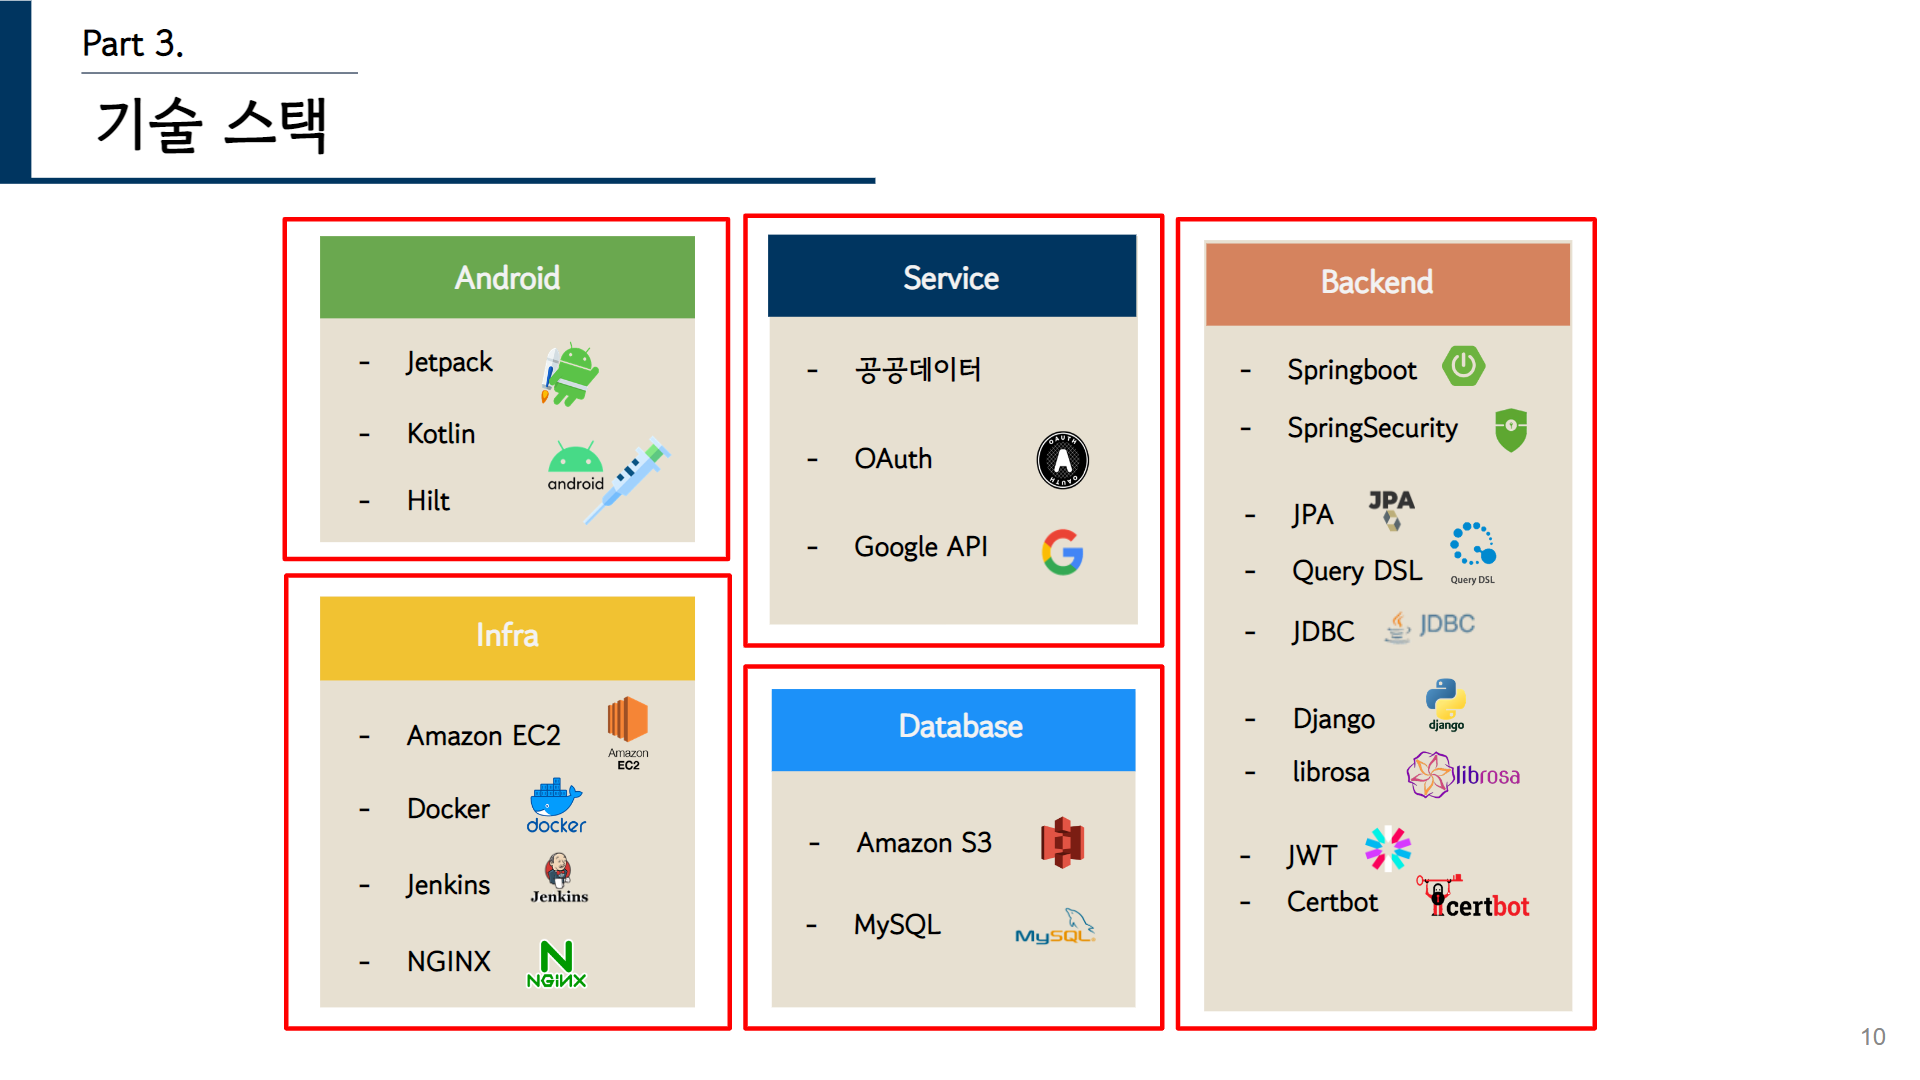 Part 3.
기술 스택
Android
- Jetpack
- Kotlin
android
- Hilt
Infra
- Amazon EC2
Amazon
EC2
- Docker
docker
- Jenkins
Jenkins
- NGINX
NGiNX
Service
- 공공데이터
- OAuth
OAUTH
A
OAUTH
- Google API
G
Database
- Amazon S3
- MySQL
MySQL
Backend
- Springboot
- SpringSecurity
- JPA
JPA
- Query DSL
Query DSL
- JDBC
JDBC
- Django
django
- librosa
librosa
- JWT
- Certbot
certbot
10